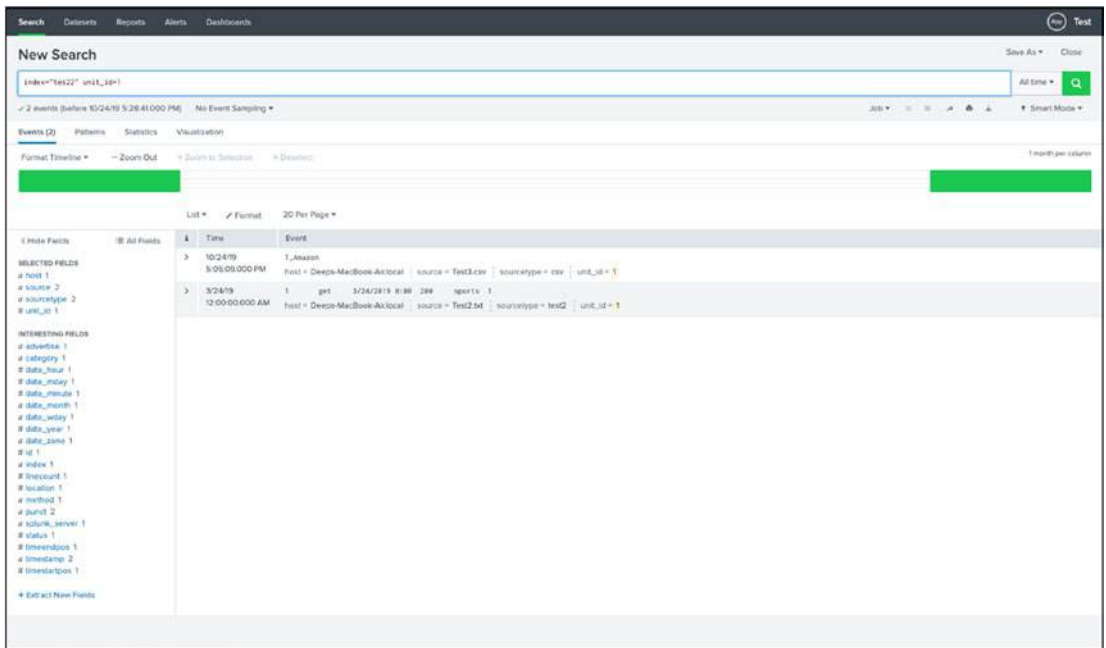 Search Datasets Reports Alerts Dashboards App Test
New Search Save As Close
index="tes22" unit_id=1 All time
✓ 2 events (before 10/24/19 5:28:41.000 PM) No Event Sampling Job Smart Mode
Events (2) Patterns Statistics Visualization
Format Timeline — Zoom Out + Zoom to Selection × Deselect 1 month per column
List Format 20 Per Page
< Hide Fields All Fields i Time Event
> 10/24/19 1,Amazon
5:05:09.000 PM host = Deeps-MacBook-Air.local source = Test3.csv sourcetype = csv unit_id = 1
> 3/24/19 1 get 3/24/2019 0:00 200 sports 1
12:00:00.000 AM host = Deeps-MacBook-Air.local source = Test2.txt sourcetype = test2 unit_id = 1
SELECTED FIELDS
a host 1
a source 2
a sourcetype 2
# unit_id 1
INTERESTING FIELDS
a advertise 1
a category 1
# date_hour 1
# date_mday 1
# date_minute 1
a date_month 1
a date_wday 1
# date_year 1
a date_zone 1
# id 1
a index 1
# linecount 1
# location 1
a method 1
a punct 2
a splunk_server 1
# status 1
# timeendpos 1
a timestamp 2
# timestartpos 1
+ Extract New Fields